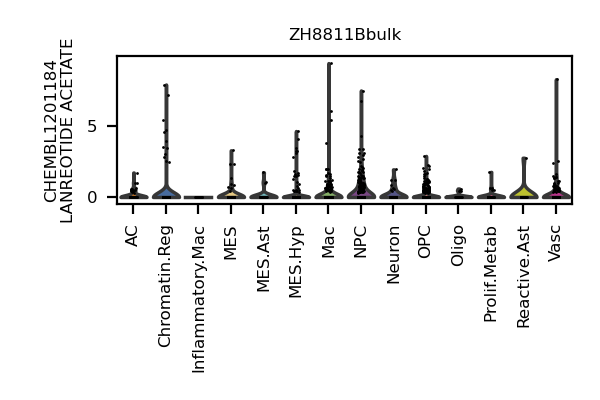 ZH8811Bbulk
CHEMBL1201184
LANREOTIDE ACETATE
5
0
AC
Chromatin.Reg
Inflammatory.Mac
MES
MES.Ast
MES.Hyp
Mac
NPC
Neuron
OPC
Oligo
Prolif.Metab
Reactive.Ast
Vasc